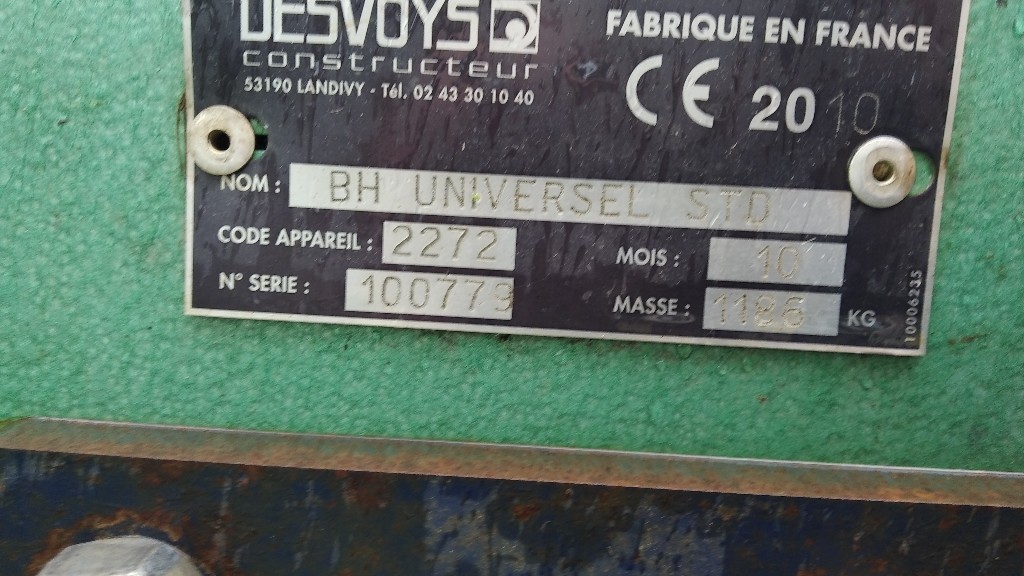 DESVOYS
constructeur
53190 LANDIVY - Tél. 02 43 30 10 40
FABRIQUE EN FRANCE
CE 2010
NOM : BH UNIVERSEL STD
CODE APPAREIL : 2272
MOIS : 10
N° SERIE : 100779
MASSE : 1186 KG
10006235